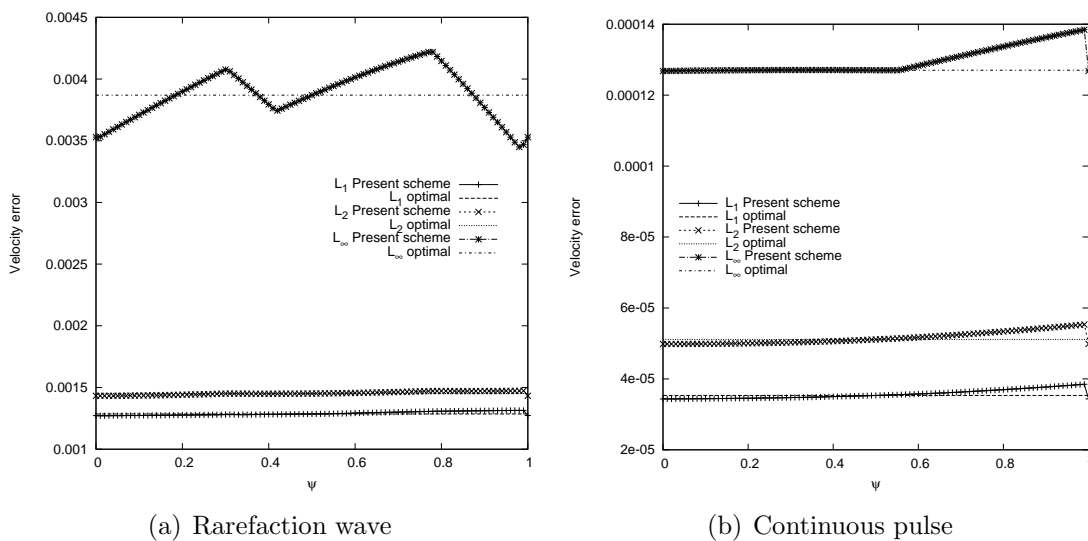 0.0045
0.004
0.0035
0.003
0.0025
0.002
0.0015
0.001
Velocity error
L1 Present scheme
L1 optimal
L2 Present scheme
L2 optimal
L∞ Present scheme
L∞ optimal
0 0.2 0.4 0.6 0.8 1
ψ
(a) Rarefaction wave
0.00014
0.00012
0.0001
8e-05
6e-05
4e-05
2e-05
Velocity error
L1 Present scheme
L1 optimal
L2 Present scheme
L2 optimal
L∞ Present scheme
L∞ optimal
0 0.2 0.4 0.6 0.8
ψ
(b) Continuous pulse